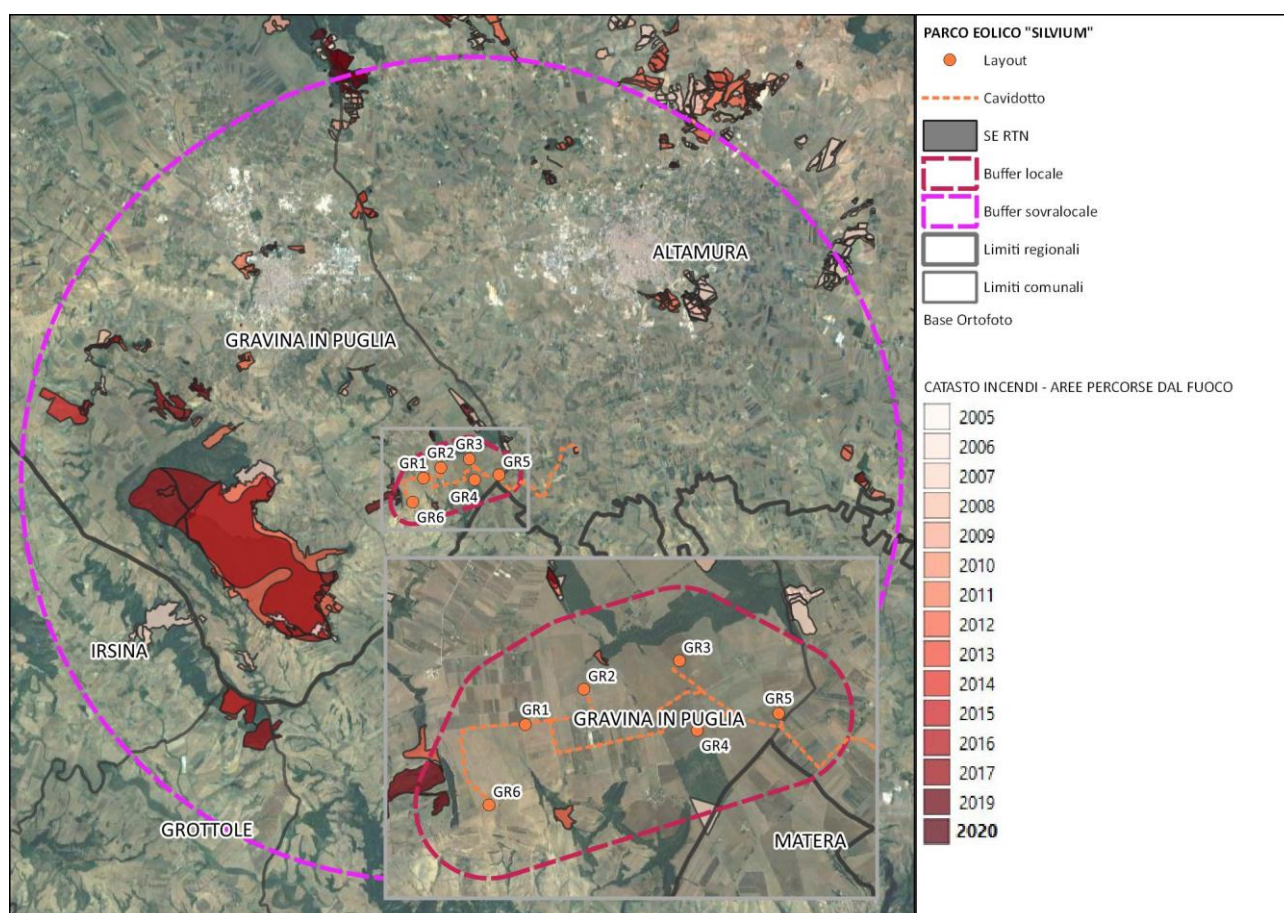 ALTAMURA
GRAVINA IN PUGLIA
GR3
GR2
GR1
GR5
GR4
GR6
IRSINA
GROTTOLE
GR3
GR2
GR5
GR1
GRAVINA IN PUGLIA
GR4
GR6
MATERA
PARCO EOLICO "SILVIUM"
Layout
Cavidotto
SE RTN
Buffer locale
Buffer sovralocale
Limiti regionali
Limiti comunali
Base Ortofoto
CATASTO INCENDI - AREE PERCORSE DAL FUOCO
2005
2006
2007
2008
2009
2010
2011
2012
2013
2014
2015
2016
2017
2019
2020